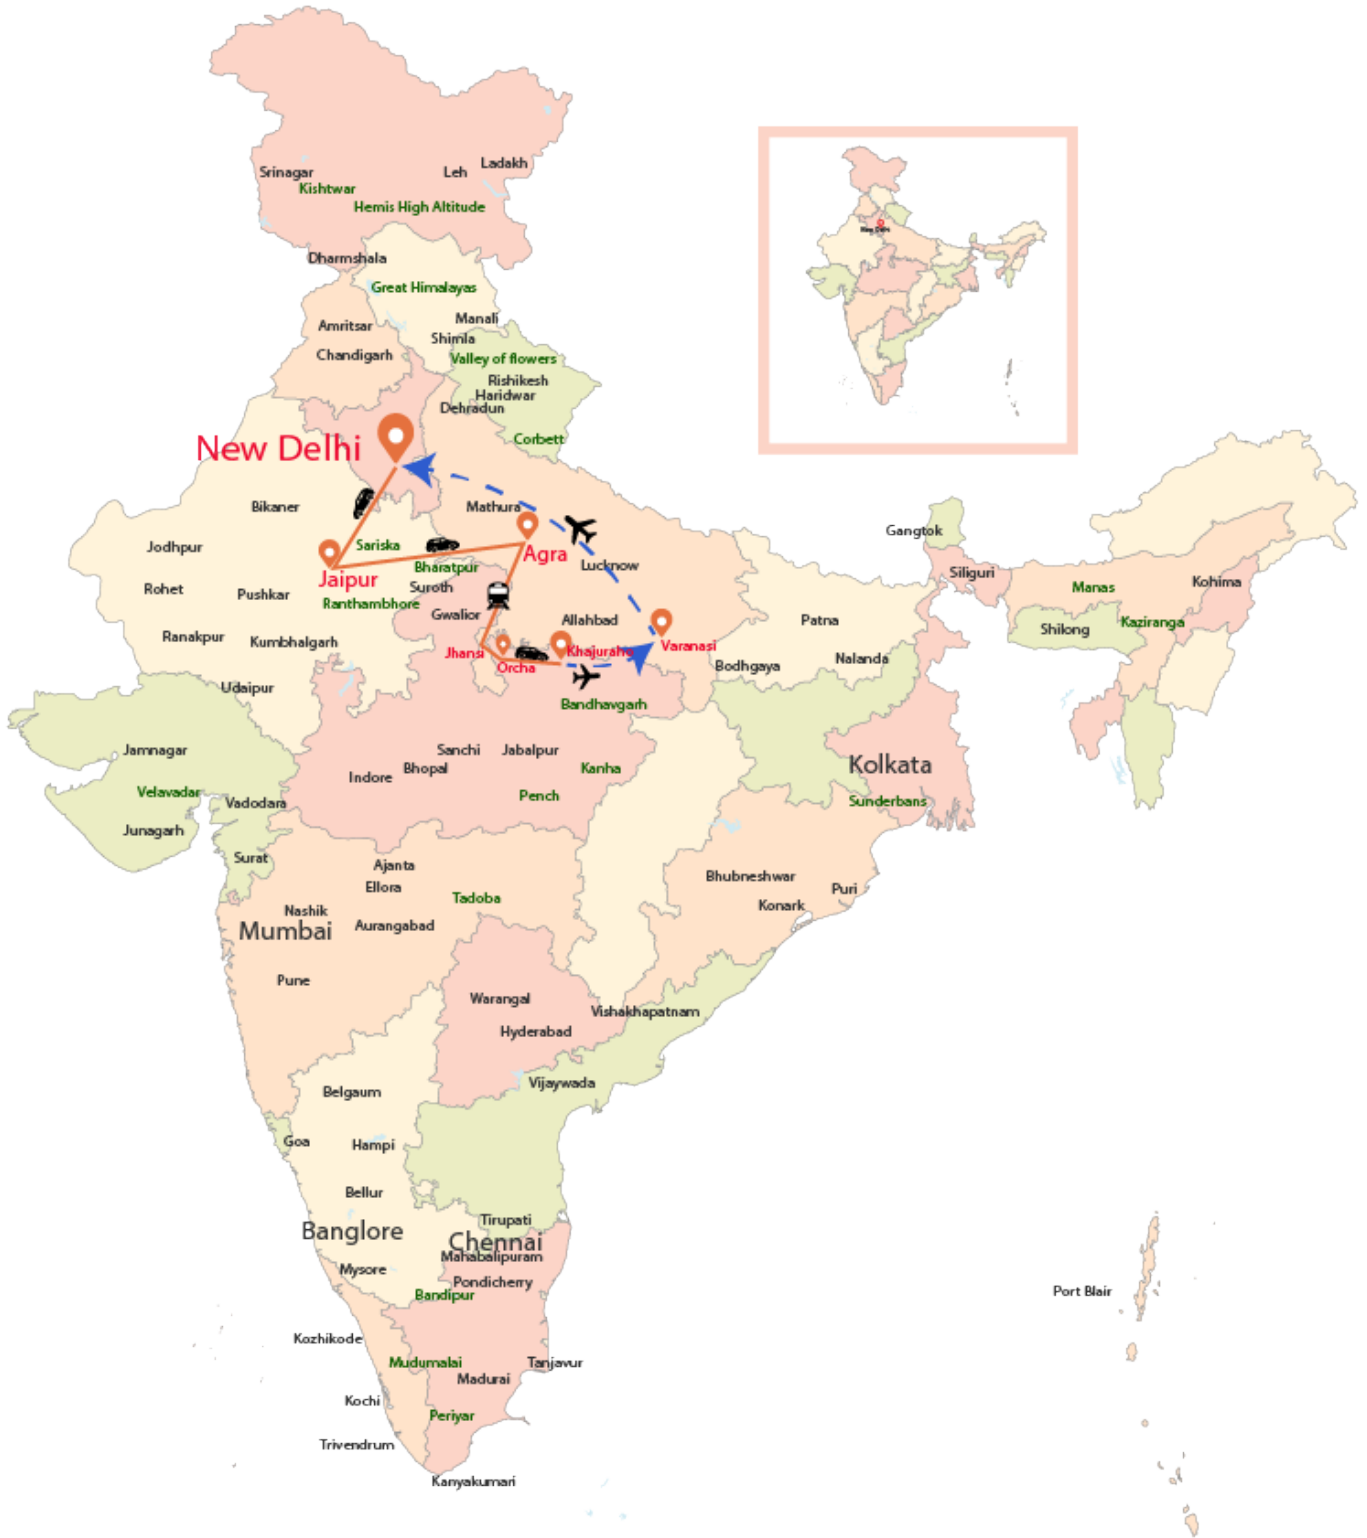 Srinagar
Leh
Ladakh
Kishtwar
Hemis High Altitude
Dharmshala
Great Himalayas
Amritsar
Manali
Shimla
Chandigarh
Valley of flowers
Rishikesh
Haridwar
Dehradun
Corbett
New Delhi
New Delhi
Bikaner
Mathura
Gangtok
Jodhpur
Sariska
Agra
Bharatpur
Lucknow
Siliguri
Jaipur
Suroth
Manas
Kohima
Rohet
Pushkar
Ranthambhore
Gwalior
Allahbad
Patna
Shilong
Kaziranga
Ranakpur
Kumbhalgarh
Jhansi
Orcha
Khajuraho
Varanasi
Bodhgaya
Nalanda
Udaipur
Bandhavgarh
Jamnagar
Sanchi
Jabalpur
Indore
Bhopal
Kanha
Kolkata
Velavadar
Vadodara
Pench
Sunderbans
Junagarh
Surat
Ajanta
Ellora
Tadoba
Bhubneshwar
Puri
Konark
Nashik
Mumbai
Aurangabad
Pune
Warangal
Vishakhapatnam
Hyderabad
Vijaywada
Belgaum
Goa
Hampi
Bellur
Tirupati
Banglore
Chennai
Mahabalipuram
Mysore
Pondicherry
Bandipur
Port Blair
Kozhikode
Mudumalai
Tanjavur
Madurai
Kochi
Periyar
Trivendrum
Kanyakumari